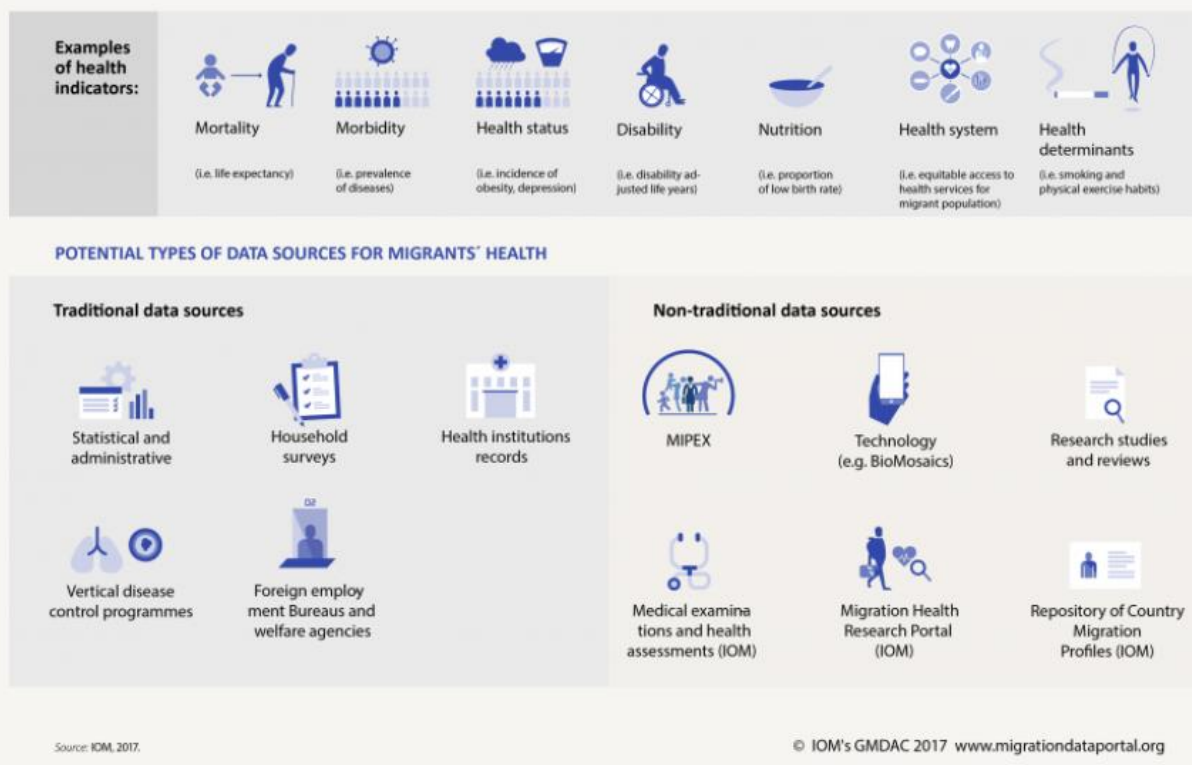 Examples
of health
indicators:
Mortality
(i.e. life expectancy)
Morbidity
(i.e. prevalence
of diseases)
Health status
(i.e. incidence of
obesity, depression)
Disability
(i.e. disability ad-
justed life years)
Nutrition
(i.e. proportion
of low birth rate)
Health system
(i.e. equitable access to
health services for
migrant population)
Health
determinants
(i.e. smoking and
physical exercise habits)
POTENTIAL TYPES OF DATA SOURCES FOR MIGRANTS´ HEALTH
Traditional data sources
Statistical and
administrative
Household
surveys
Health institutions
records
02
Vertical disease
control programmes
Foreign employ
ment Bureaus and
welfare agencies
Non-traditional data sources
MIPEX
Technology
(e.g. BioMosaics)
Research studies
and reviews
Medical examina
tions and health
assessments (IOM)
Migration Health
Research Portal
(IOM)
Repository of Country
Migration
Profiles (IOM)
Source: IOM, 2017.
© IOM's GMDAC 2017 www.migrationdataportal.org